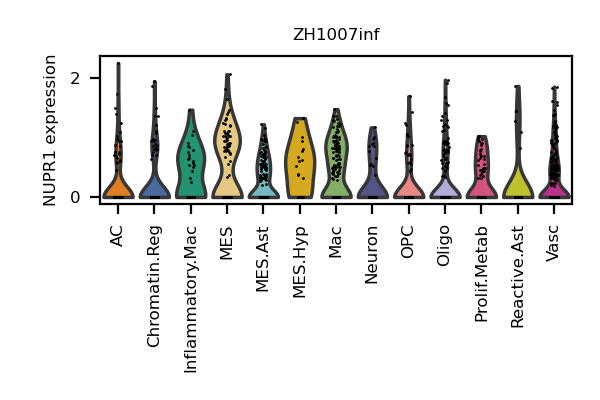 ZH1007inf
NUPR1 expression
2
0
AC
Chromatin.Reg
Inflammatory.Mac
MES
MES.Ast
MES.Hyp
Mac
Neuron
OPC
Oligo
Prolif.Metab
Reactive.Ast
Vasc